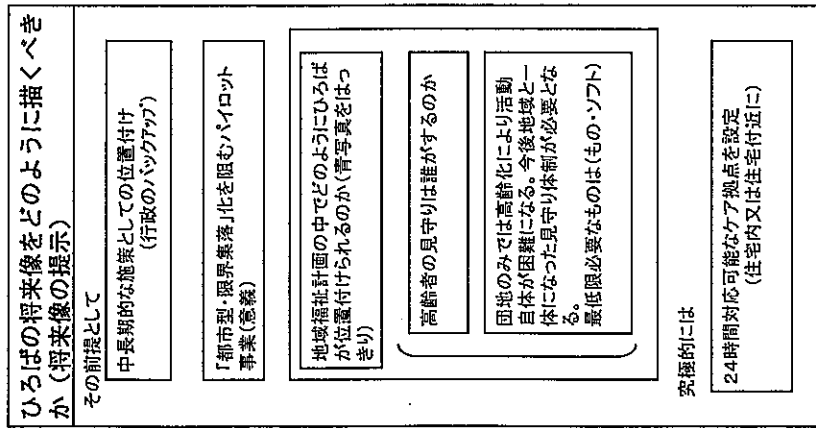 ひろばの将来像をどのように描くべき
か(将来像の提示)
その前提として
中長期的な施策としての位置付け
(行政のバックアップ)
「都市型・限界集落」化を阻むパイロット
事業(意義)
地域福祉計画の中でどのようにひろば
が位置付けられるのか(青写真をはっ
きり)
高齢者の見守りは誰がするのか
団地のみでは高齢化により活動
自体が困難になる。今後地域と一
体になった見守り体制が必要とな
る。
最低限必要なものは(もの・ソフト)
究極的には
24時間対応可能なケア拠点を設定
(住宅内又は住宅付近に)